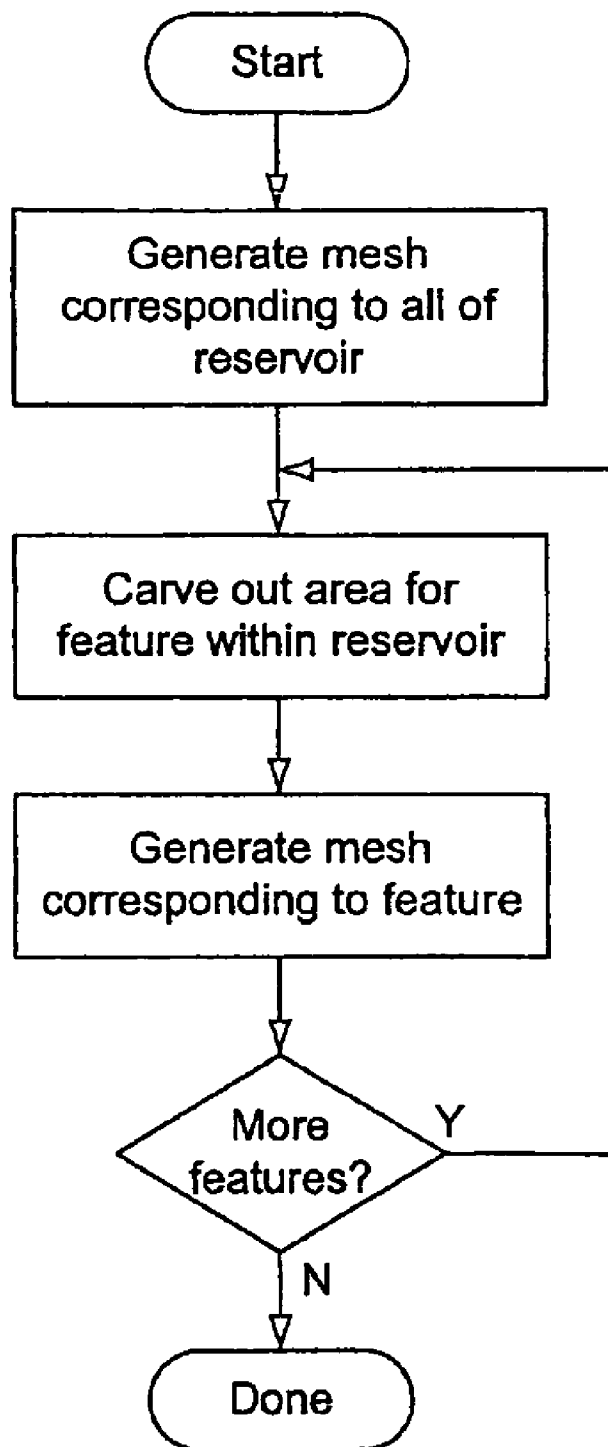 Start
Generate mesh
corresponding to all of
reservoir
Carve out area for
feature within reservoir
Generate mesh
corresponding to feature
More
features?
Y
N
Done